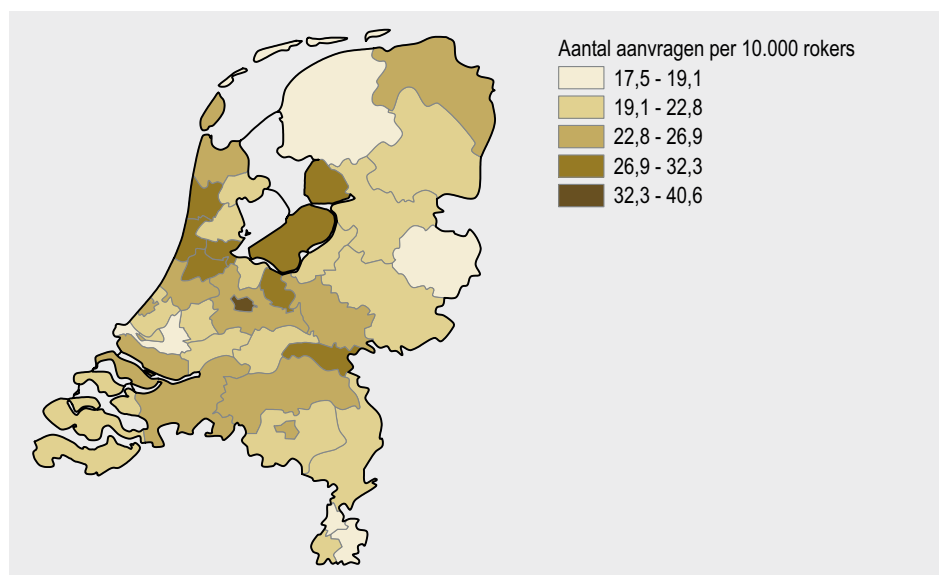 Aantal aanvragen per 10.000 rokers
17,5 - 19,1
19,1 - 22,8
22,8 - 26,9
26,9 - 32,3
32,3 - 40,6